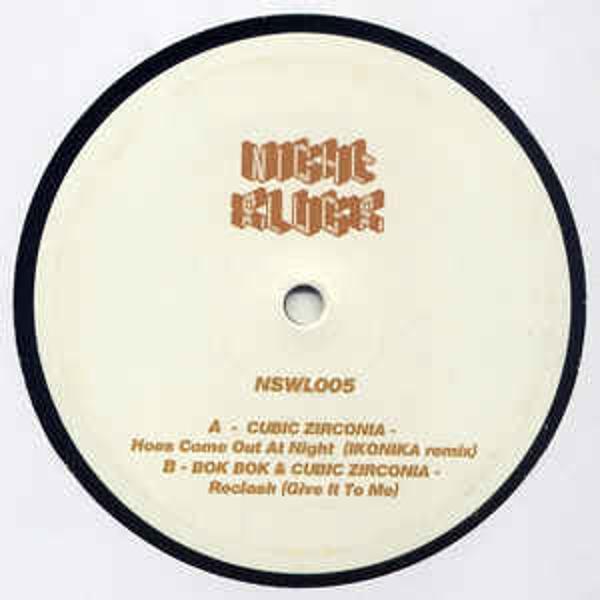 NIGHT
SLUGS
NSWL005
A - CUBIC ZIRCONIA -
Hoes Come Out At Night (IKONIKA remix)
B - BOK BOK & CUBIC ZIRCONIA -
Reclash (Give It To Me)